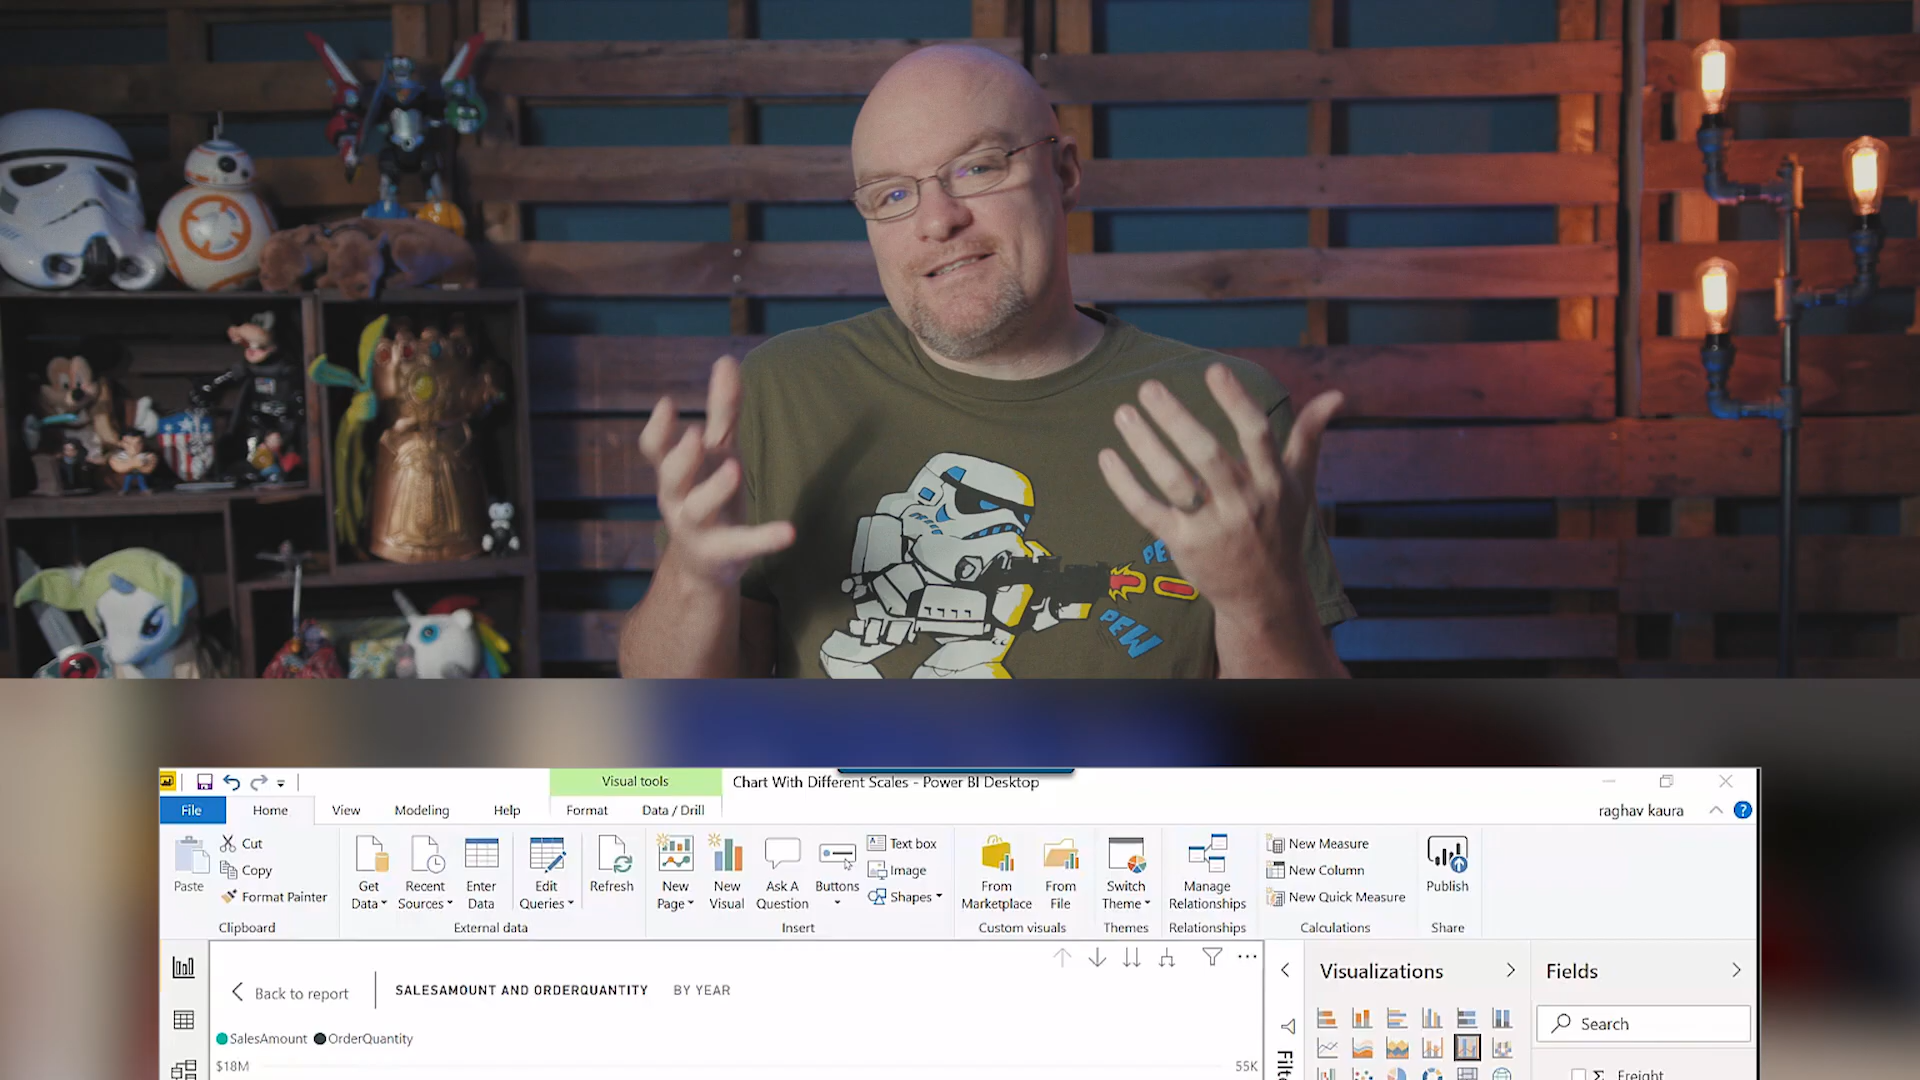 PEW
Visual tools
Chart With Different Scales - Power BI Desktop
File Home View Modeling Help Format Data / Drill raghav kaura
Paste
Cut
Copy
Format Painter
Clipboard
Get Data
Recent Sources
Enter Data
Edit Queries
Refresh
External data
New Page
New Visual
Ask A Question
Buttons
Text box
Image
Shapes
Insert
From Marketplace
From File
Custom visuals
Switch Theme
Themes
Manage Relationships
Relationships
New Measure
New Column
New Quick Measure
Calculations
Publish
Share
Back to report
SALESAMOUNT AND ORDERQUANTITY BY YEAR
SalesAmount OrderQuantity
$18M
55K
Visualizations
Fields
Search
Freight